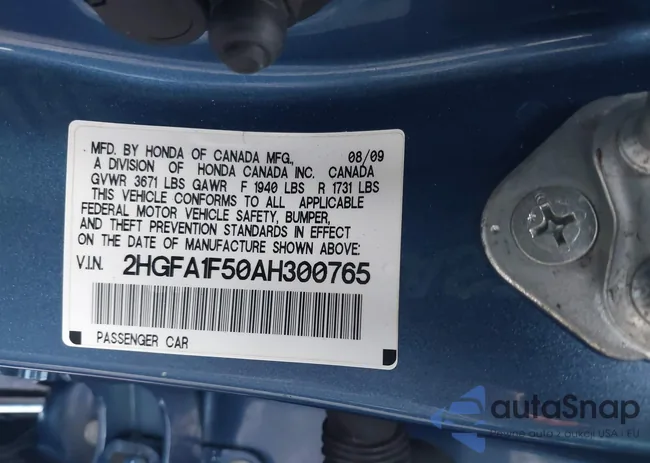 MFD. BY HONDA OF CANADA MFG., 08/09
A DIVISION OF HONDA CANADA INC. CANADA
GVWR 3671 LBS GAWR F 1940 LBS R 1731 LBS
THIS VEHICLE CONFORMS TO ALL APPLICABLE
FEDERAL MOTOR VEHICLE SAFETY, BUMPER,
AND THEFT PREVENTION STANDARDS IN EFFECT
ON THE DATE OF MANUFACTURE SHOWN ABOVE:
V.I.N. 2HGFA1F50AH300765
PASSENGER CAR
autaSnap
USA - EU